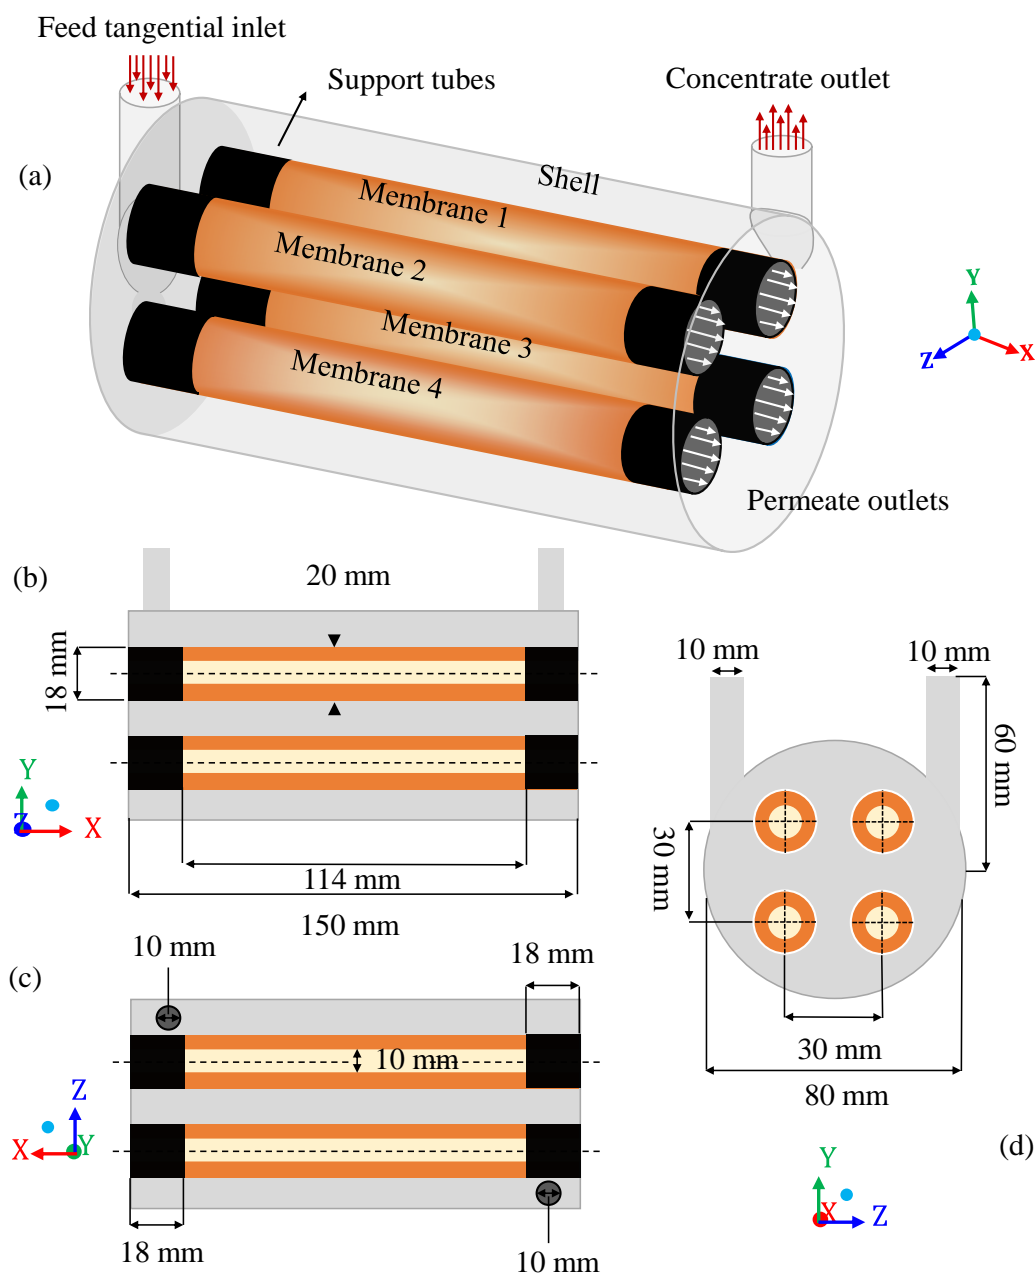 Feed tangential inlet
Support tubes
Concentrate outlet
(a)
Shell
Membrane 1
Membrane 2
Membrane 3
Membrane 4
Y
Z
X
Permeate outlets
(b)
20 mm
18 mm
10 mm
10 mm
60 mm
30 mm
Y
Z
X
114 mm
150 mm
30 mm
80 mm
(c)
10 mm
18 mm
10 mm
Z
X
Y
18 mm
10 mm
(d)
Y
X
Z